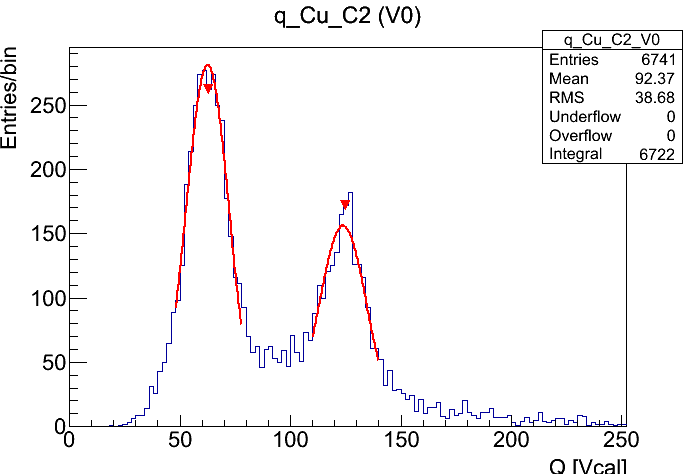 q_Cu_C2 (V0)
q_Cu_C2_V0
Entries 6741
Mean 92.37
RMS 38.68
Underflow 0
Overflow 0
Integral 6722
Entries/bin
250
200
150
100
50
0
0 50 100 150 200 250
Q [Vcal]